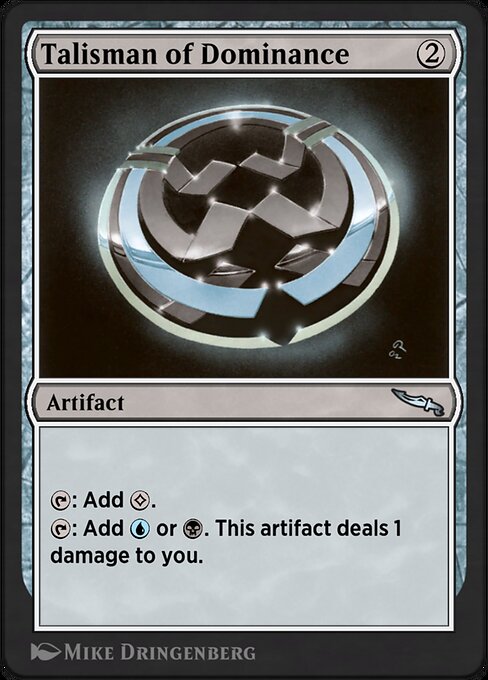 Talisman of Dominance 2
Artifact
: Add .
: Add or . This artifact deals 1
damage to you.
MIKE DRINGENBERG